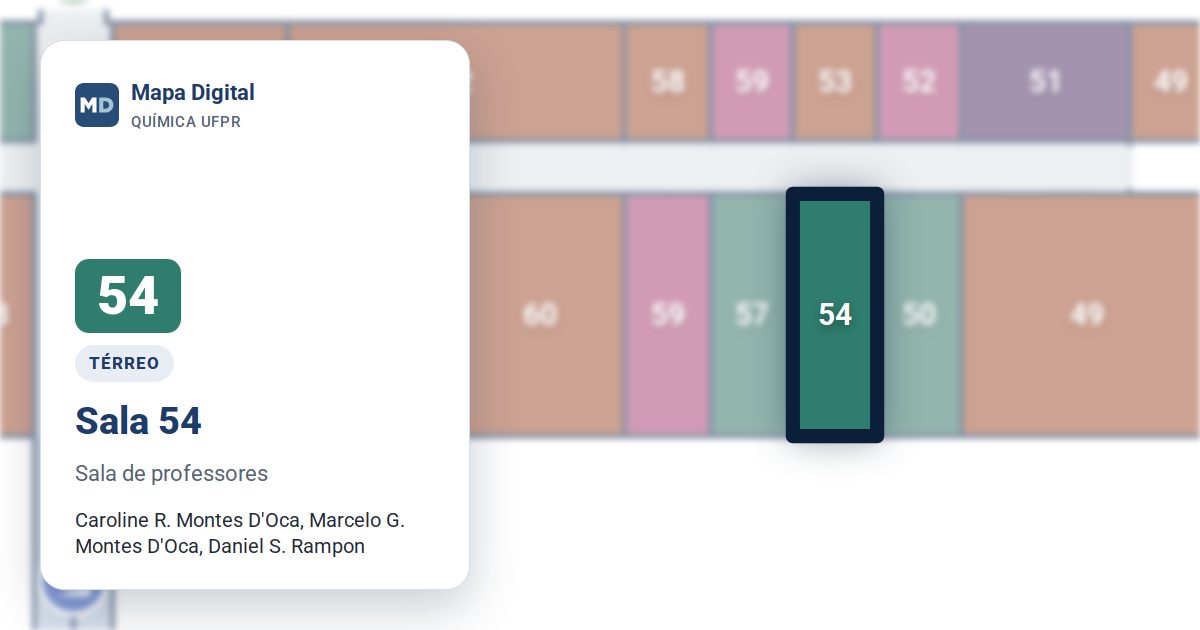 58 59 53 52 51 49
MD Mapa Digital
QUÍMICA UFPR
54
TÉRREO
Sala 54
Sala de professores
Caroline R. Montes D'Oca, Marcelo G.
Montes D'Oca, Daniel S. Rampon
60 59 57 54 50 49